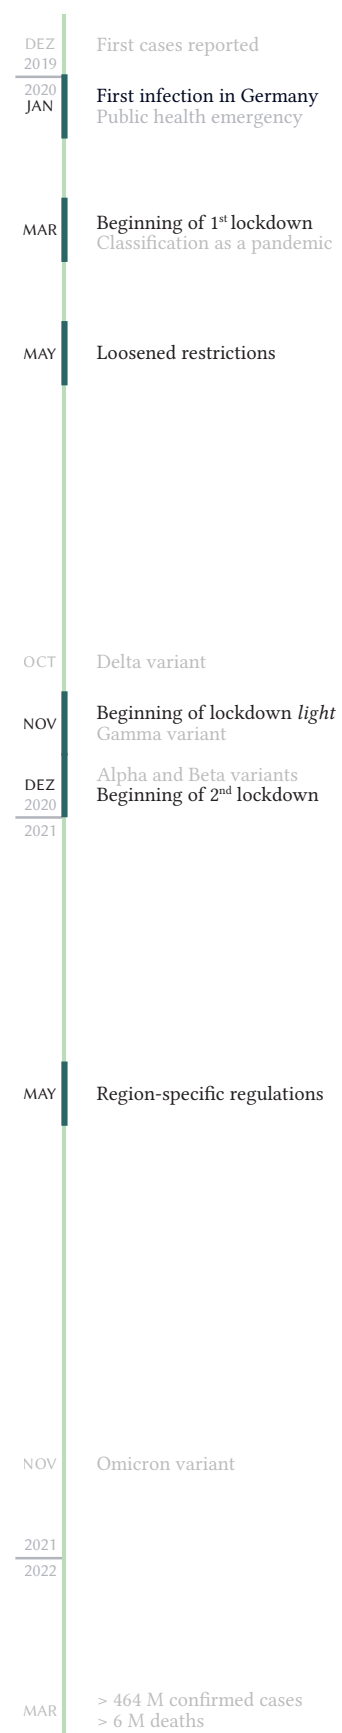 DEZ First cases reported
2019
2020
JAN First infection in Germany
Public health emergency
MAR Beginning of 1st lockdown
Classification as a pandemic
MAY Loosened restrictions
OCT Delta variant
NOV Beginning of lockdown light
Gamma variant
Alpha and Beta variants
DEZ Beginning of 2nd lockdown
2020
2021
MAY Region-specific regulations
NOV Omicron variant
2021
2022
MAR > 464 M confirmed cases
> 6 M deaths